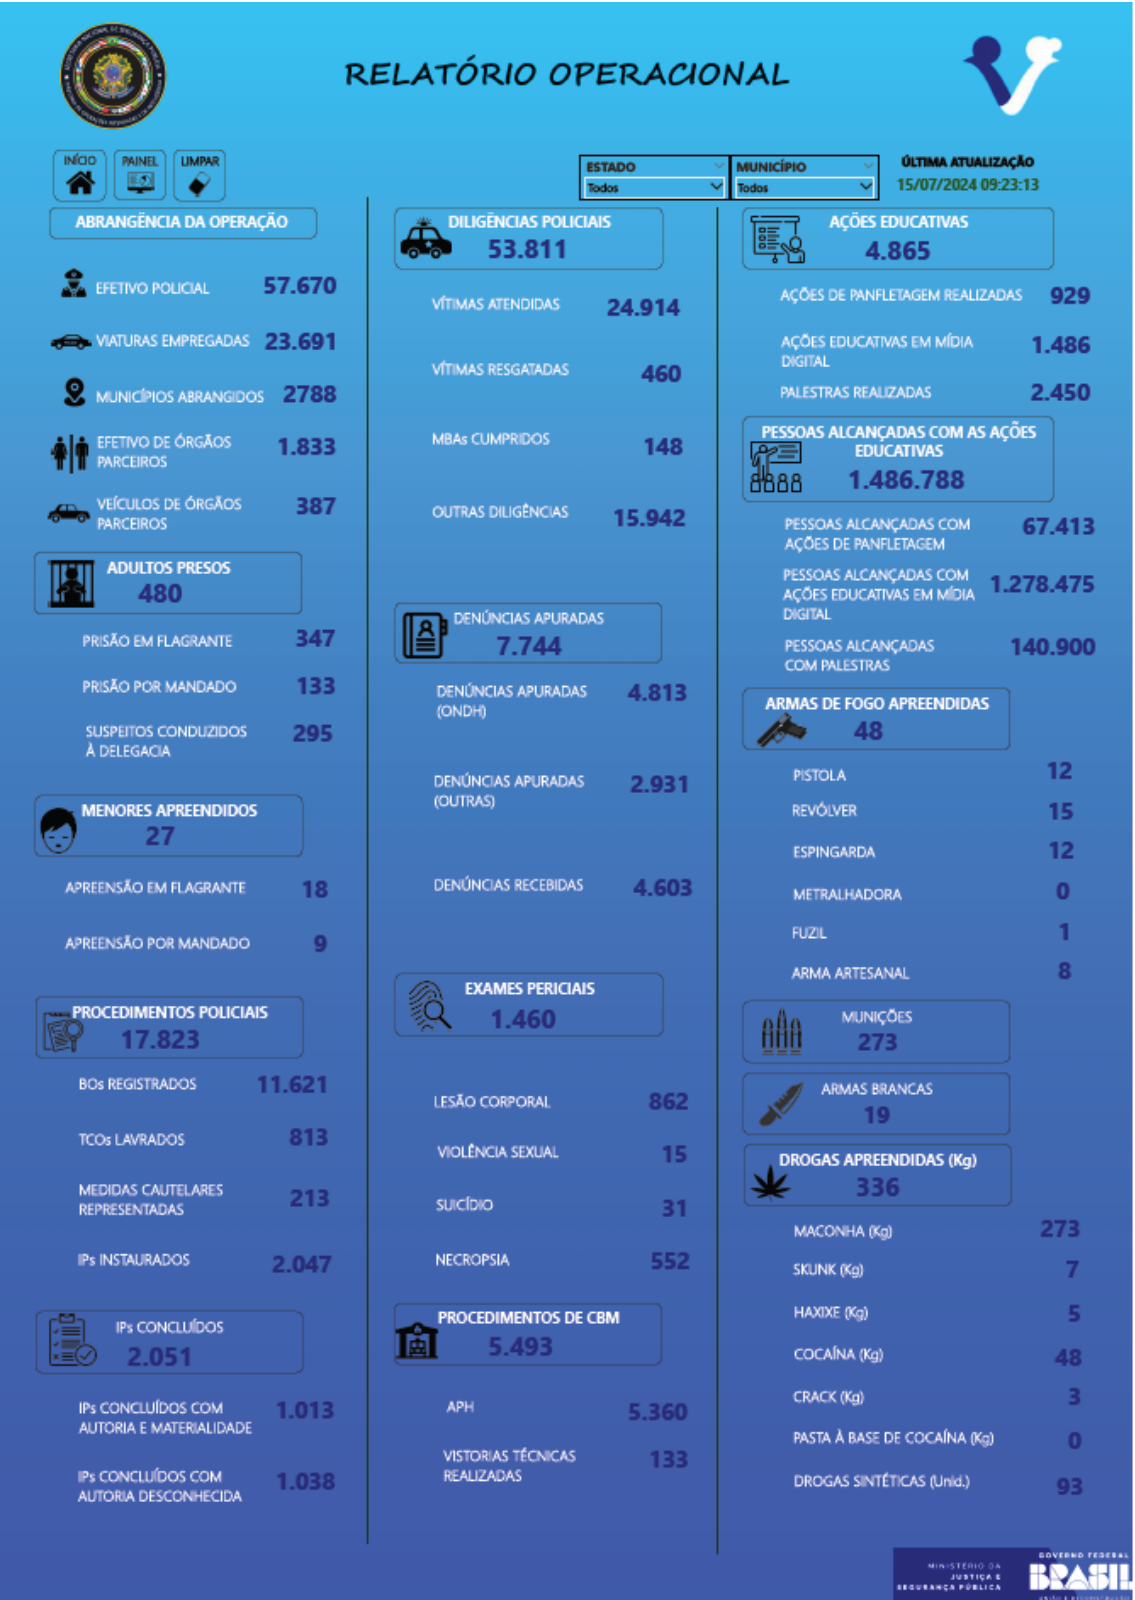 RELATÓRIO OPERACIONAL
INÍCIO
PAINEL
LIMPAR
ESTADO
Todos
MUNICÍPIO
Todos
ÚLTIMA ATUALIZAÇÃO
15/07/2024 09:23:13
ABRANGÊNCIA DA OPERAÇÃO
EFETIVO POLICIAL 57.670
VIATURAS EMPREGADAS 23.691
MUNICÍPIOS ABRANGIDOS 2788
EFETIVO DE ÓRGÃOS 1.833
PARCEIROS
VEÍCULOS DE ÓRGÃOS 387
PARCEIROS
ADULTOS PRESOS
480
PRISÃO EM FLAGRANTE 347
PRISÃO POR MANDADO 133
SUSPEITOS CONDUZIDOS 295
À DELEGACIA
MENORES APREENDIDOS
27
APREENSÃO EM FLAGRANTE 18
APREENSÃO POR MANDADO 9
PROCEDIMENTOS POLICIAIS
17.823
BOs REGISTRADOS 11.621
TCOs LAVRADOS 813
MEDIDAS CAUTELARES 213
REPRESENTADAS
IPs INSTAURADOS 2.047
IPs CONCLUÍDOS
2.051
IPs CONCLUÍDOS COM 1.013
AUTORIA E MATERIALIDADE
IPs CONCLUÍDOS COM 1.038
AUTORIA DESCONHECIDA
DILIGÊNCIAS POLICIAIS
53.811
VÍTIMAS ATENDIDAS 24.914
VÍTIMAS RESGATADAS 460
MBAs CUMPRIDOS 148
OUTRAS DILIGÊNCIAS 15.942
DENÚNCIAS APURADAS
7.744
DENÚNCIAS APURADAS 4.813
(ONDH)
DENÚNCIAS APURADAS 2.931
(OUTRAS)
DENÚNCIAS RECEBIDAS 4.603
EXAMES PERICIAIS
1.460
LESÃO CORPORAL 862
VIOLÊNCIA SEXUAL 15
SUICÍDIO 31
NECROPSIA 552
PROCEDIMENTOS DE CBM
5.493
APH 5.360
VISTORIAS TÉCNICAS 133
REALIZADAS
AÇÕES EDUCATIVAS
4.865
AÇÕES DE PANFLETAGEM REALIZADAS 929
AÇÕES EDUCATIVAS EM MÍDIA 1.486
DIGITAL
PALESTRAS REALIZADAS 2.450
PESSOAS ALCANÇADAS COM AS AÇÕES
EDUCATIVAS
1.486.788
PESSOAS ALCANÇADAS COM 67.413
AÇÕES DE PANFLETAGEM
PESSOAS ALCANÇADAS COM 1.278.475
AÇÕES EDUCATIVAS EM MÍDIA
DIGITAL
PESSOAS ALCANÇADAS 140.900
COM PALESTRAS
ARMAS DE FOGO APREENDIDAS
48
PISTOLA 12
REVÓLVER 15
ESPINGARDA 12
METRALHADORA 0
FUZIL 1
ARMA ARTESANAL 8
MUNIÇÕES
273
ARMAS BRANCAS
19
DROGAS APREENDIDAS (Kg)
336
MACONHA (Kg) 273
SKUNK (Kg) 7
HAXIXE (Kg) 5
COCAÍNA (Kg) 48
CRACK (Kg) 3
PASTA À BASE DE COCAÍNA (Kg) 0
DROGAS SINTÉTICAS (Unid.) 93
MINISTÉRIO DA
JUSTIÇA E
SEGURANÇA PÚBLICA
GOVERNO FEDERAL
BRASIL